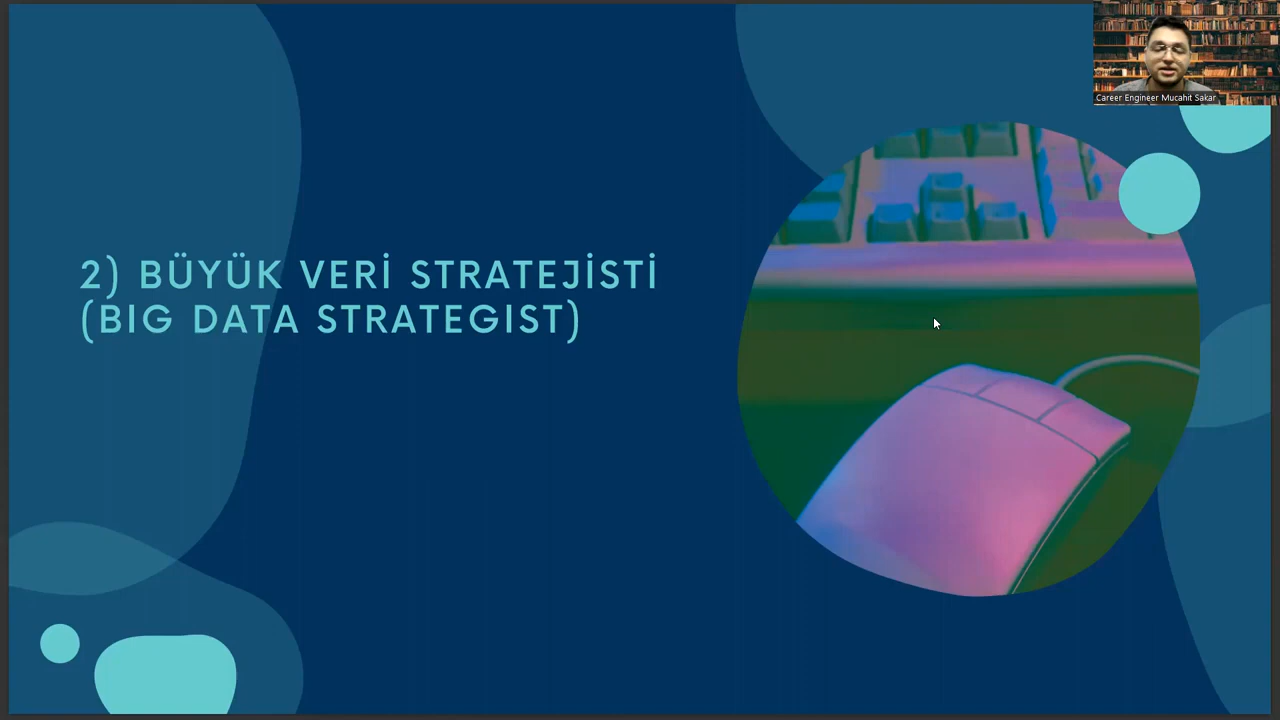 Career Engineer Mucahit Sakar
2) BÜYÜK VERİ STRATEJİSTİ
(BIG DATA STRATEGIST)